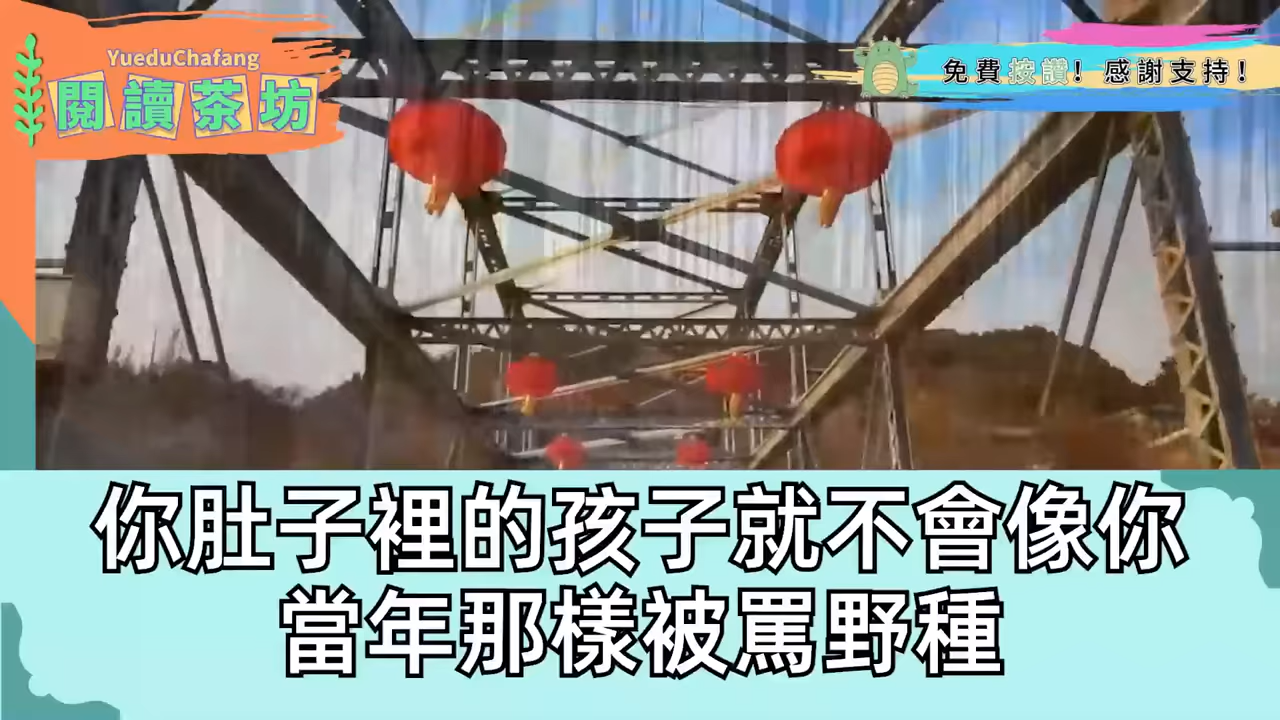 YueduChafang
閱讀茶坊
免費按讚!感謝支持!
你肚子裡的孩子就不會像你
當年那樣被罵野種